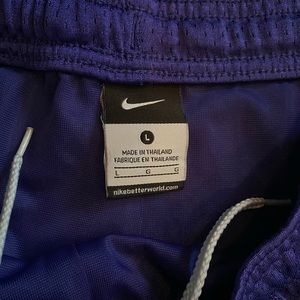 L
MADE IN THAILAND
FABRIQUE EN THAILANDE
L G G
nikebetterworld.com